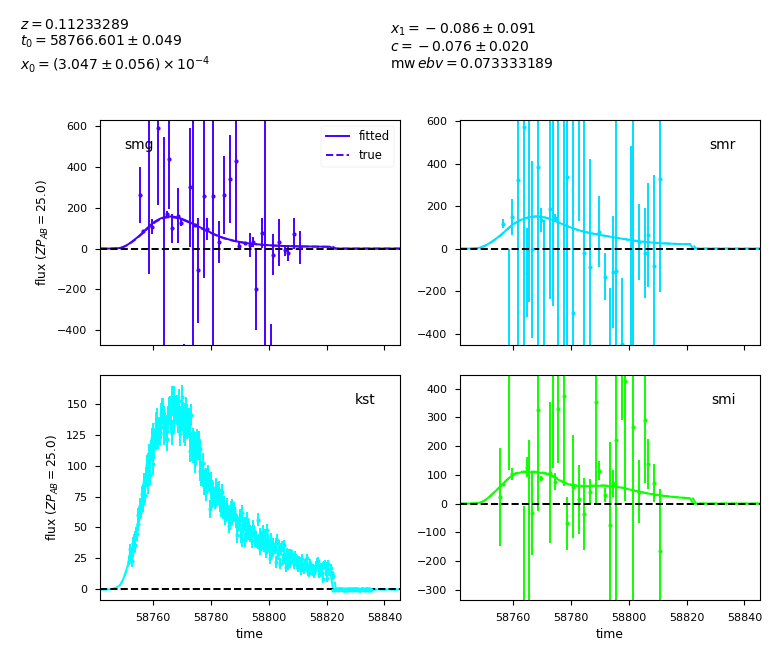 z = 0.11233289
t₀ = 58766.601 ± 0.049
x₀ = (3.047 ± 0.056) × 10⁻⁴
x₁ = −0.086 ± 0.091
c = −0.076 ± 0.020
mw ebv = 0.073333189
smg
fitted
true
600
400
200
0
−200
−400
flux (ZP_AB = 25.0)
smr
600
400
200
0
−200
−400
kst
150
125
100
75
50
25
0
flux (ZP_AB = 25.0)
58760 58780 58800 58820 58840
time
smi
400
300
200
100
0
−100
−200
−300
58760 58780 58800 58820 58840
time